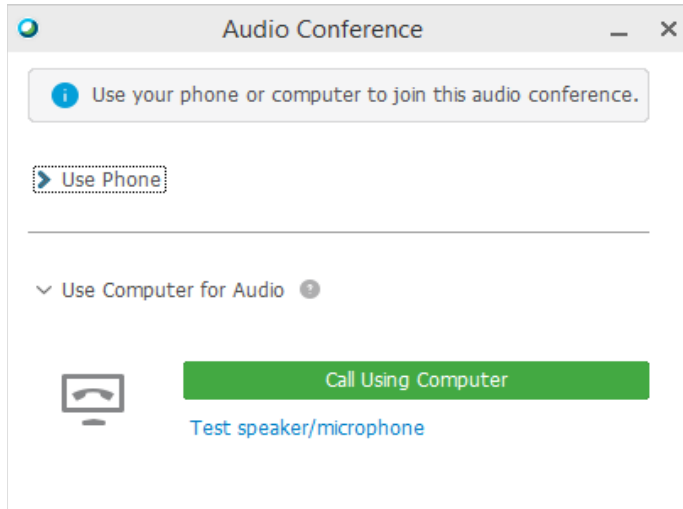 Audio Conference
Use your phone or computer to join this audio conference.
Use Phone
Use Computer for Audio
Call Using Computer
Test speaker/microphone